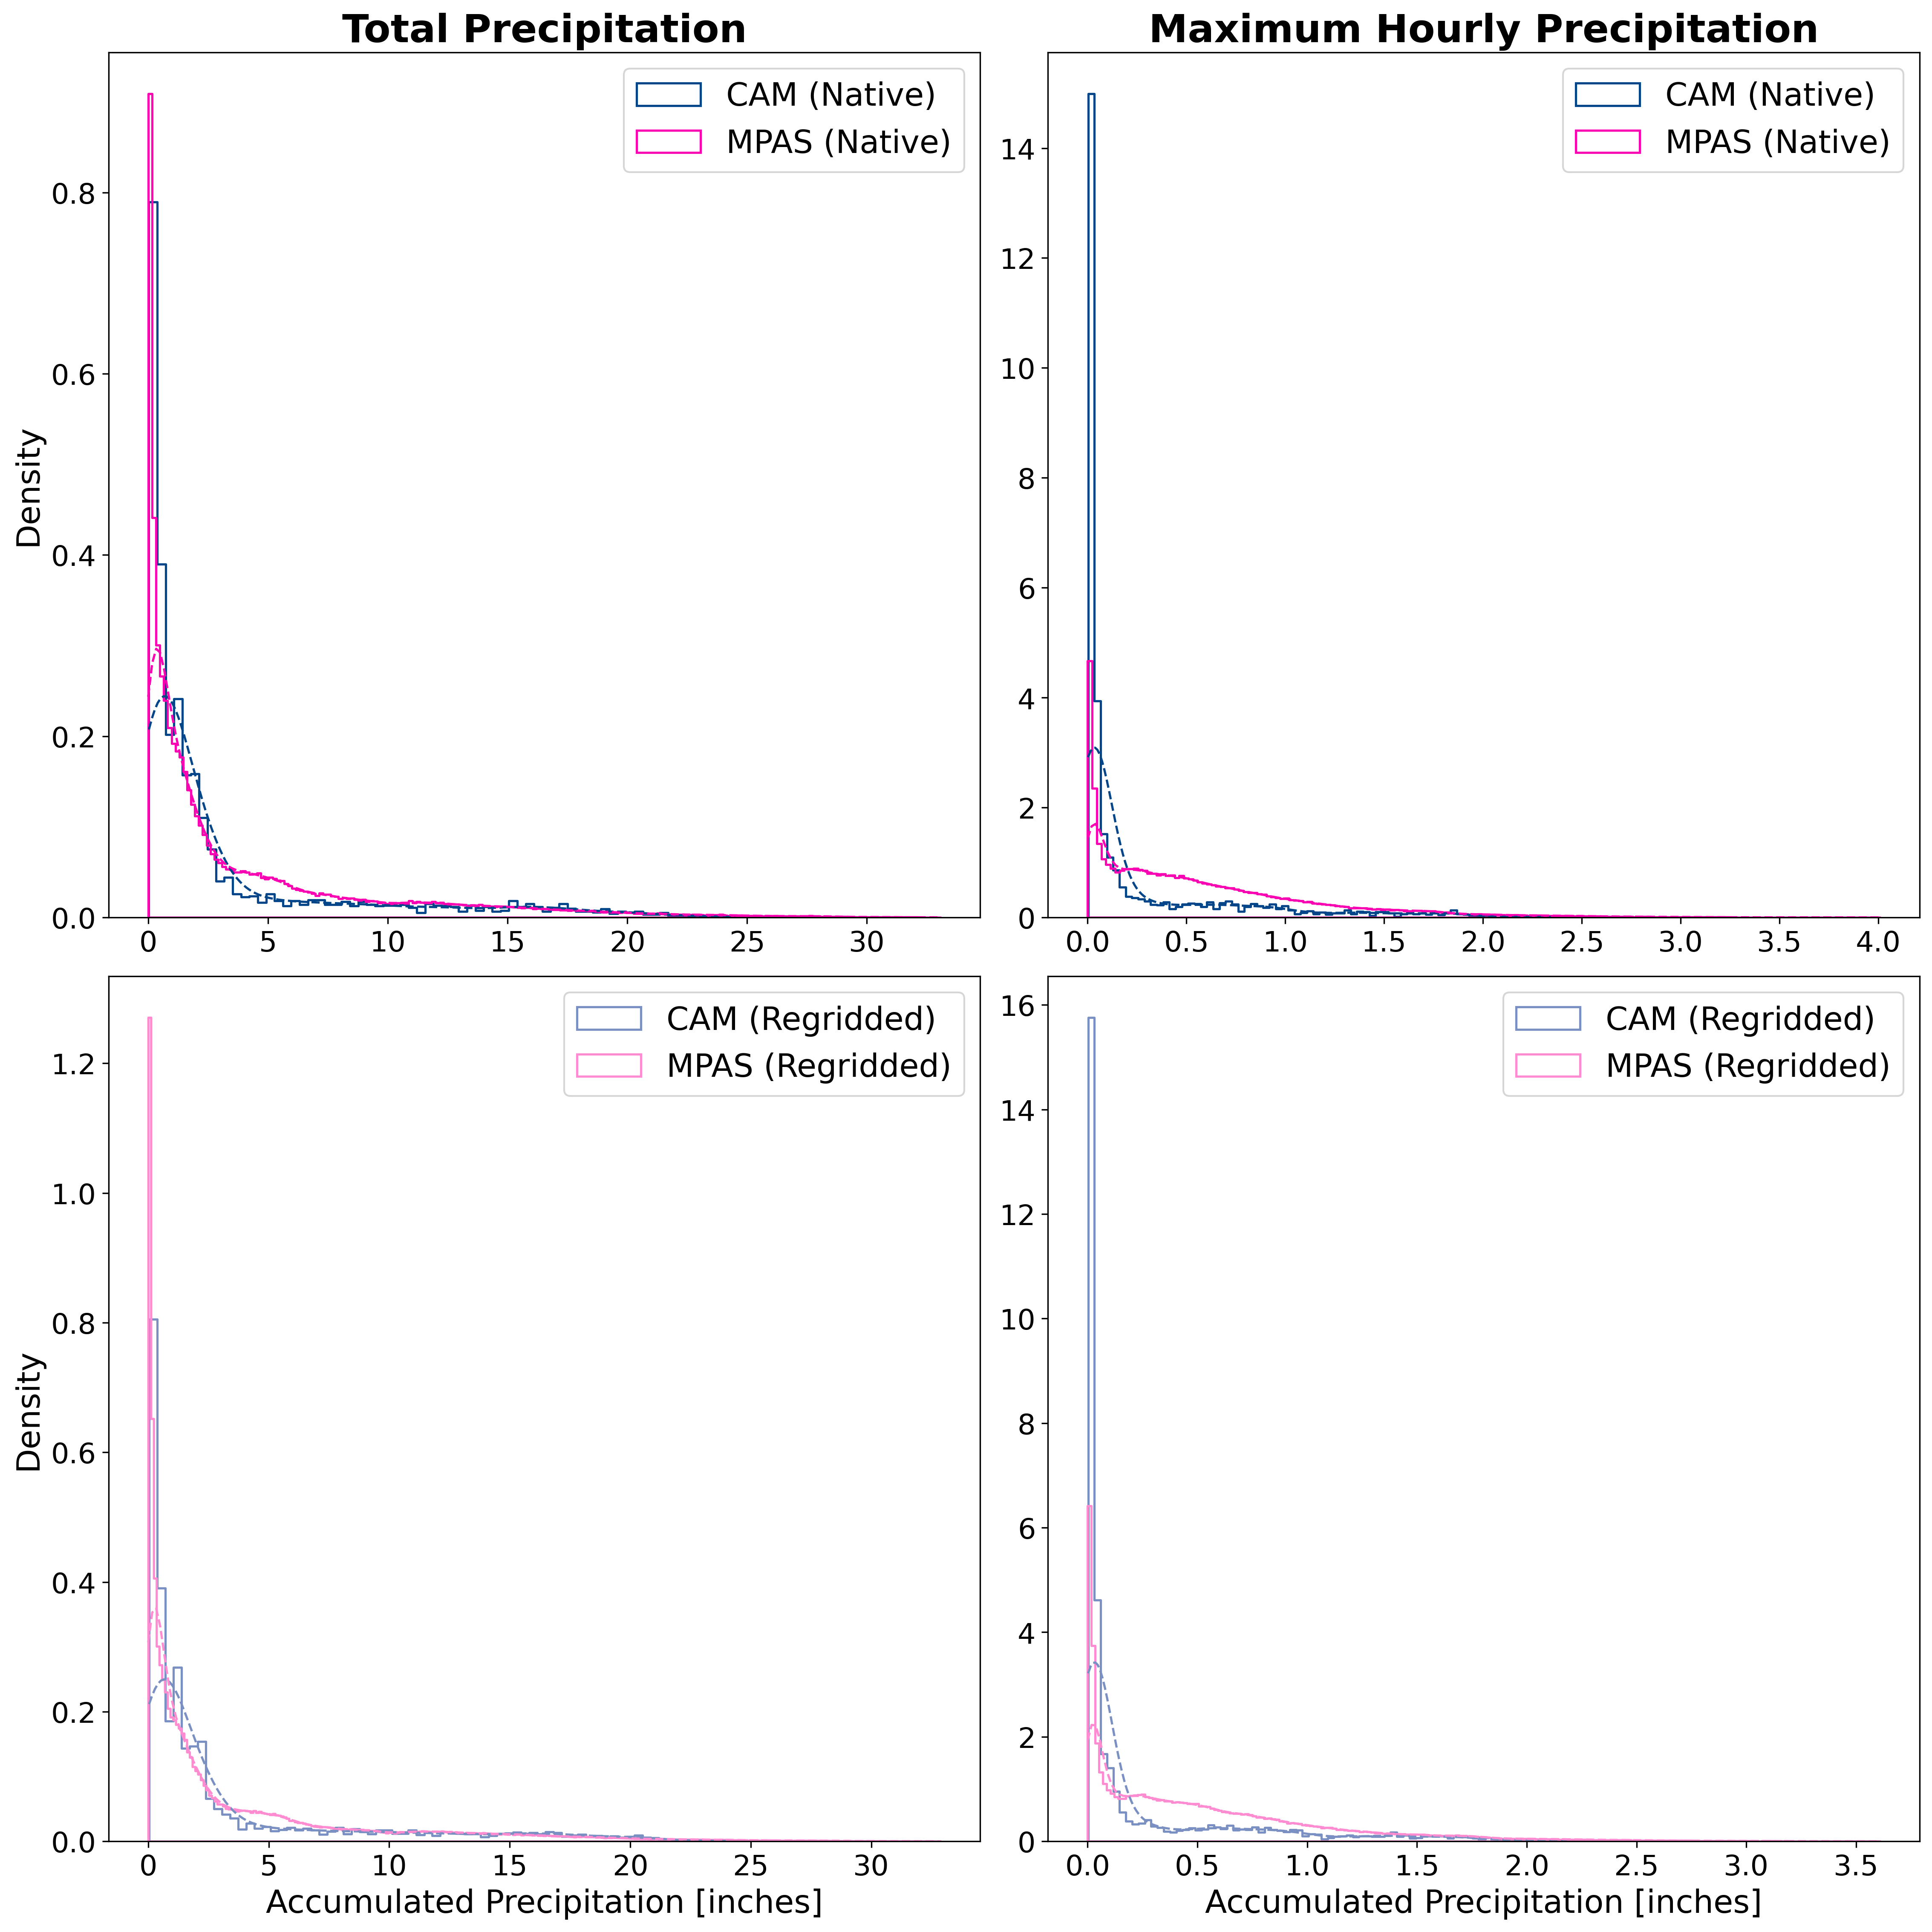 Total Precipitation
CAM (Native)
MPAS (Native)
Density
0.8
0.6
0.4
0.2
0.0
0 5 10 15 20 25 30
Maximum Hourly Precipitation
CAM (Native)
MPAS (Native)
14
12
10
8
6
4
2
0
0.0 0.5 1.0 1.5 2.0 2.5 3.0 3.5 4.0
CAM (Regridded)
MPAS (Regridded)
Density
1.2
1.0
0.8
0.6
0.4
0.2
0.0
0 5 10 15 20 25 30
Accumulated Precipitation [inches]
CAM (Regridded)
MPAS (Regridded)
16
14
12
10
8
6
4
2
0
0.0 0.5 1.0 1.5 2.0 2.5 3.0 3.5
Accumulated Precipitation [inches]